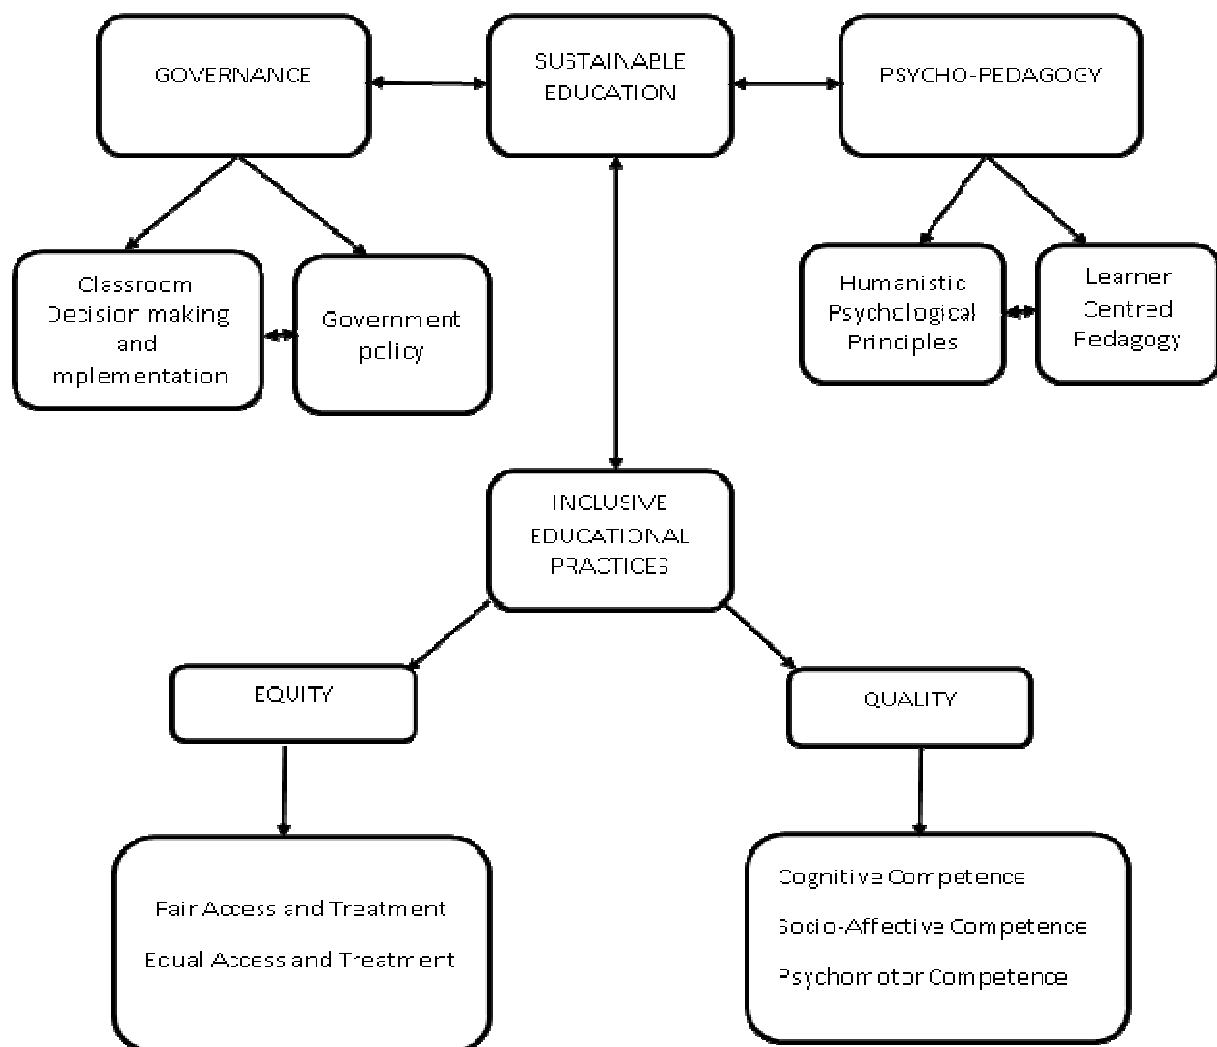 GOVERNANCE
SUSTAINABLE
EDUCATION
PSYCHO-PEDAGOGY
Classroom
Decision making
and
mplementation
Government
policy
Humanistic
Psychological
Principles
Learner
Centred
Pedagogy
INCLUSIVE
EDUCATIONAL
PRACTICES
EQUITY
QUALITY
Fair Access and Treatment
Equal Access and Treatment
Cognitive Competence
Socio-Affective Competence
Psychomotor Competence